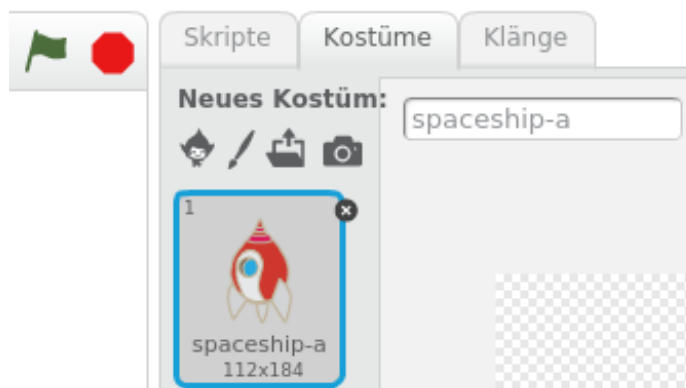 Skripte Kostüme Klänge
Neues Kostüm:
spaceship-a
1
spaceship-a
112x184